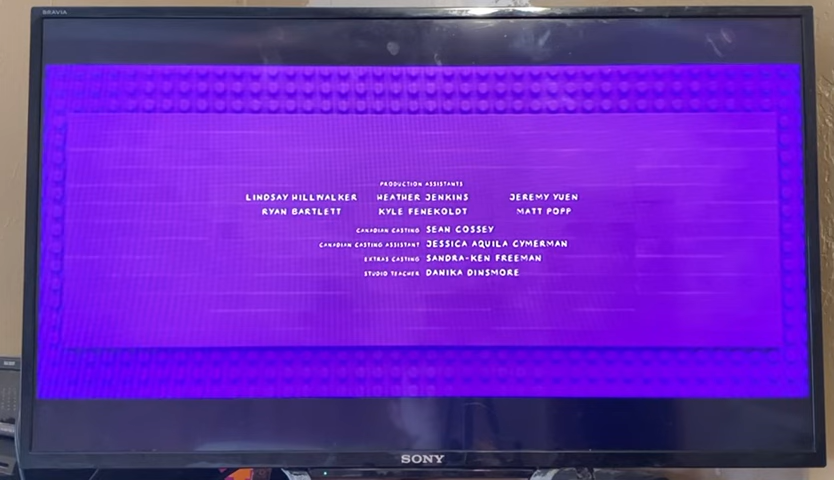 BRAVIA
PRODUCTION ASSISTANTS
LINDSAY HILLWALKER HEATHER JENKINS JEREMY YUEN
RYAN BARTLETT KYLE FENEKOLDT MATT POPP
CANADIAN CASTING SEAN COSSEY
CANADIAN CASTING ASSISTANT JESSICA AQUILA CYMERMAN
EXTRAS CASTING SANDRA-KEN FREEMAN
STUDIO TEACHER DANIKA DINSMORE
SONY